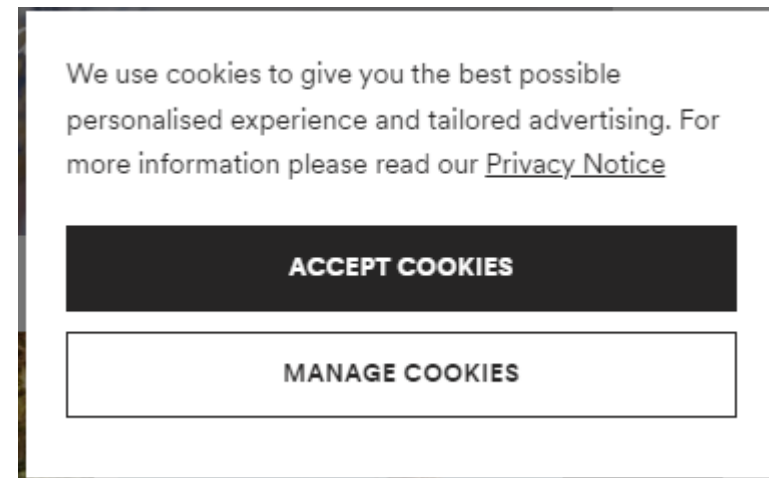 We use cookies to give you the best possible
personalised experience and tailored advertising. For
more information please read our Privacy Notice
ACCEPT COOKIES
MANAGE COOKIES